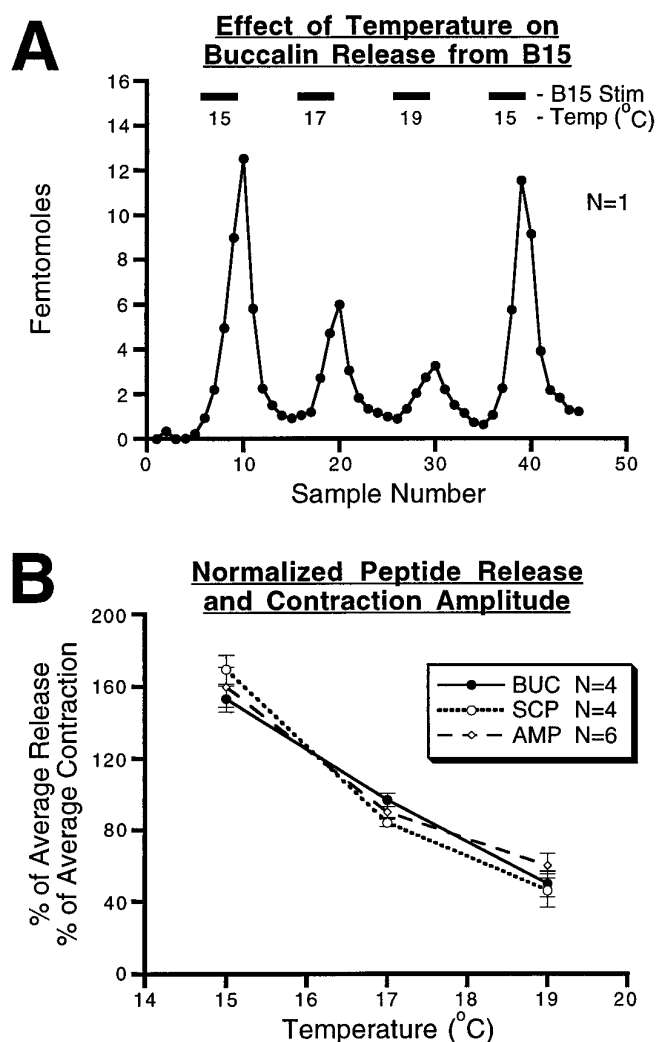 A
Effect of Temperature on
Buccalin Release from B15
16
14
12
10
8
6
4
2
0
Femtomoles
15 17 19 15
- B15 Stim
- Temp (°C)
N=1
0 10 20 30 40 50
Sample Number
B
Normalized Peptide Release
and Contraction Amplitude
200
160
120
80
40
0
% of Average Release
% of Average Contraction
BUC N=4
SCP N=4
AMP N=6
14 15 16 17 18 19 20
Temperature (°C)